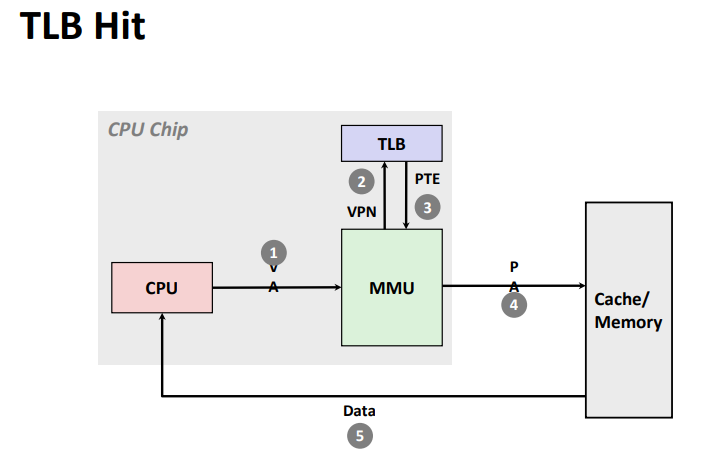 TLB Hit
CPU Chip
TLB
2
PTE
VPN
3
1
V
A
CPU
MMU
P
A
4
Cache/
Memory
Data
5